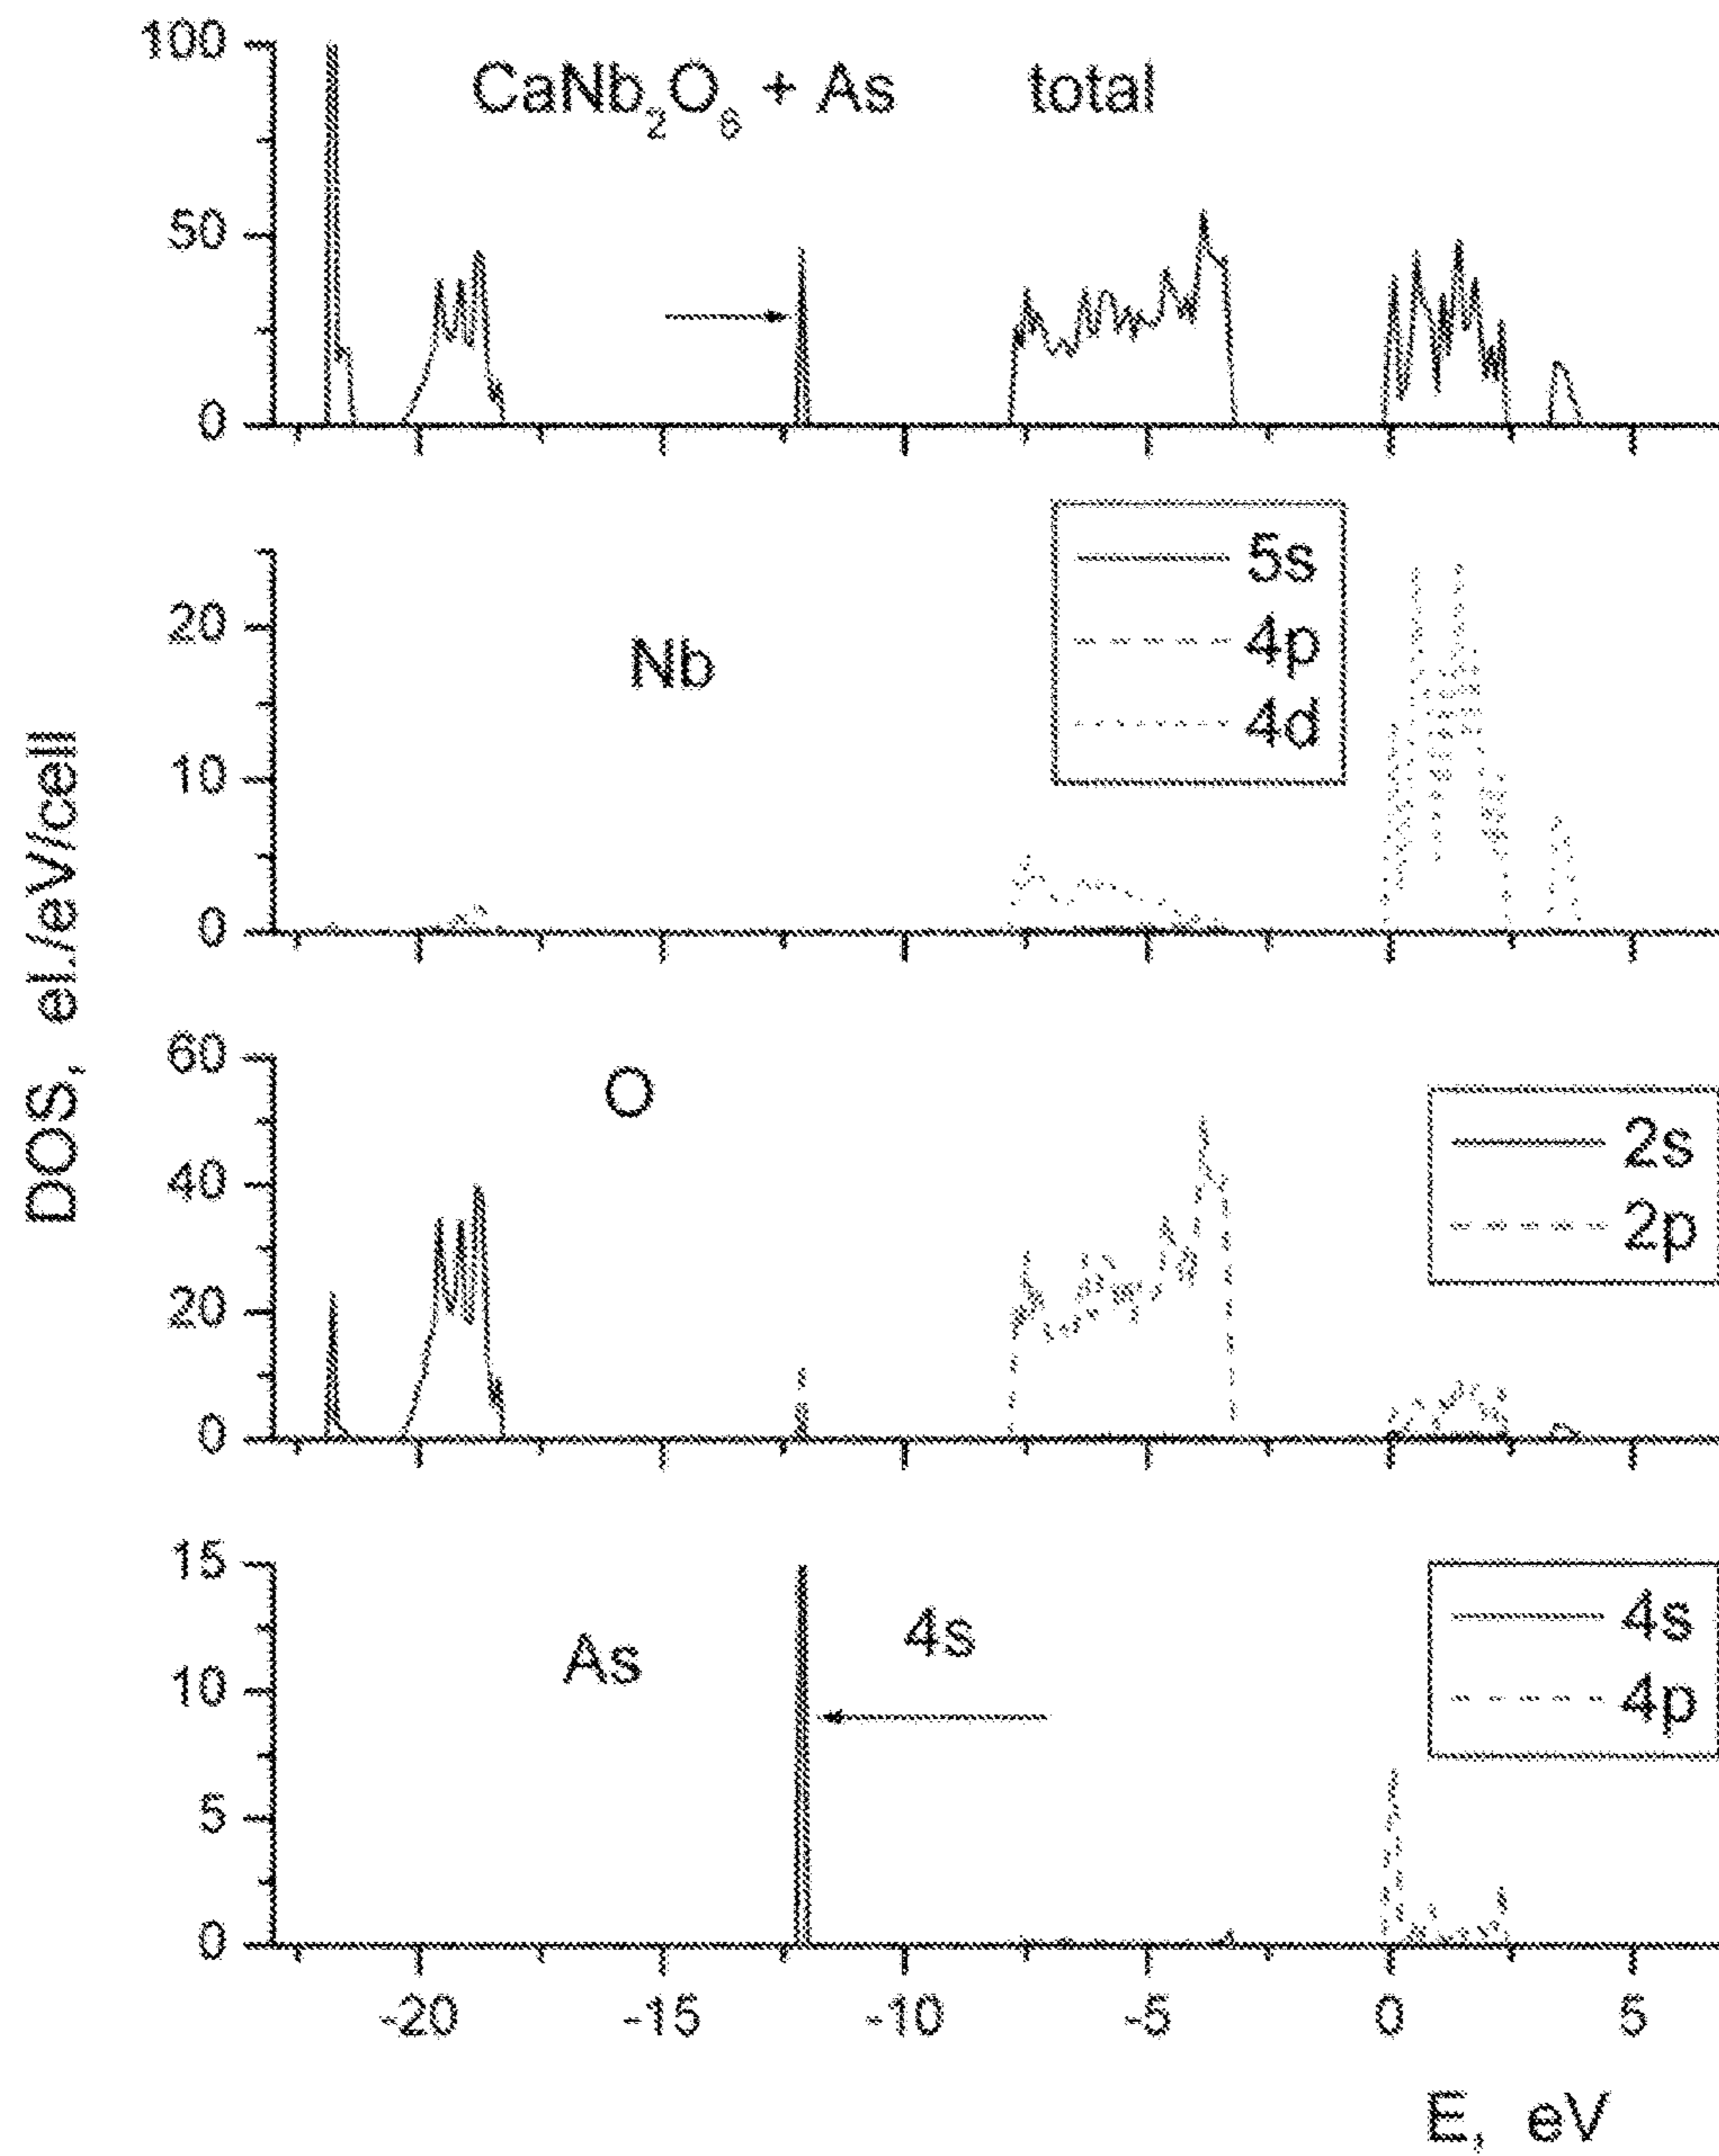 CaNb₂O₆ + As total
100
50
0
Nb
5s
4p
4d
20
10
0
DOS, el./eV/cell
O
2s
2p
60
40
20
0
As
4s
4s
4p
15
10
5
0
-20 -15 -10 -5 0 5
E, eV